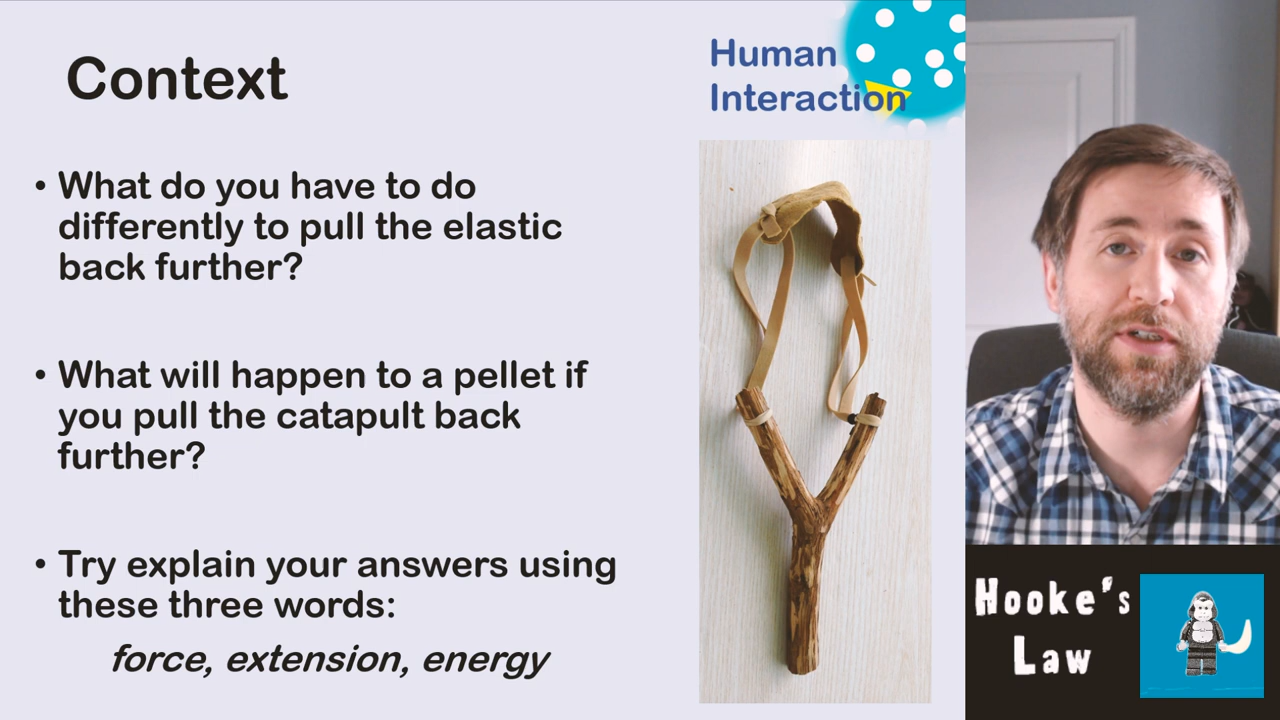 Context
Human
Interaction
• What do you have to do
differently to pull the elastic
back further?
• What will happen to a pellet if
you pull the catapult back
further?
• Try explain your answers using
these three words:
force, extension, energy
Hooke's
Law